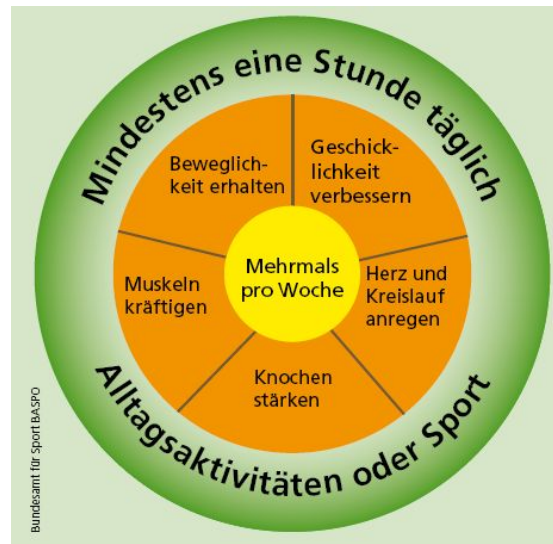 Mindestens eine Stunde täglich
Beweglich-
keit erhalten
Geschick-
lichkeit
verbessern
Mehrmals
pro Woche
Muskeln
kräftigen
Herz und
Kreislauf
anregen
Knochen
stärken
Alltagsaktivitäten oder Sport
Bundesamt für Sport BASPO